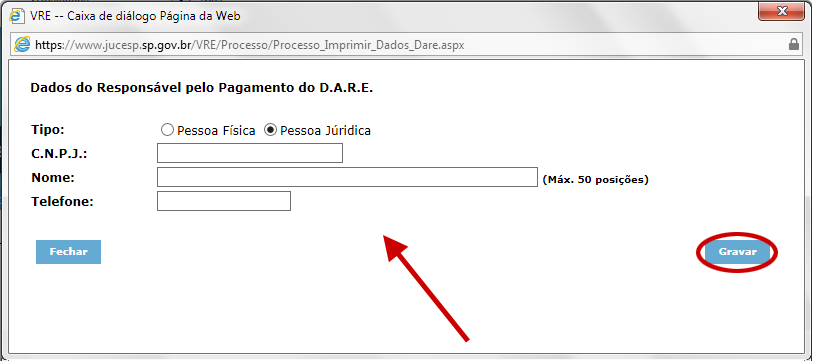 VRE -- Caixa de diálogo Página da Web
https://www.jucesp.sp.gov.br/VRE/Processo/Processo_Imprimir_Dados_Dare.aspx
Dados do Responsável pelo Pagamento do D.A.R.E.
Tipo: Pessoa Física Pessoa Júridica
C.N.P.J.:
Nome: (Máx. 50 posições)
Telefone:
Fechar Gravar